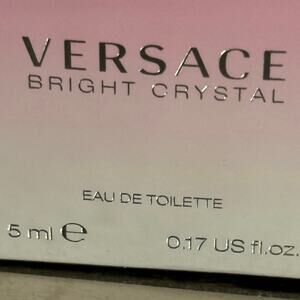 VERSACE
BRIGHT CRYSTAL
EAU DE TOILETTE
5 ml ℮ 0.17 US fl.oz.